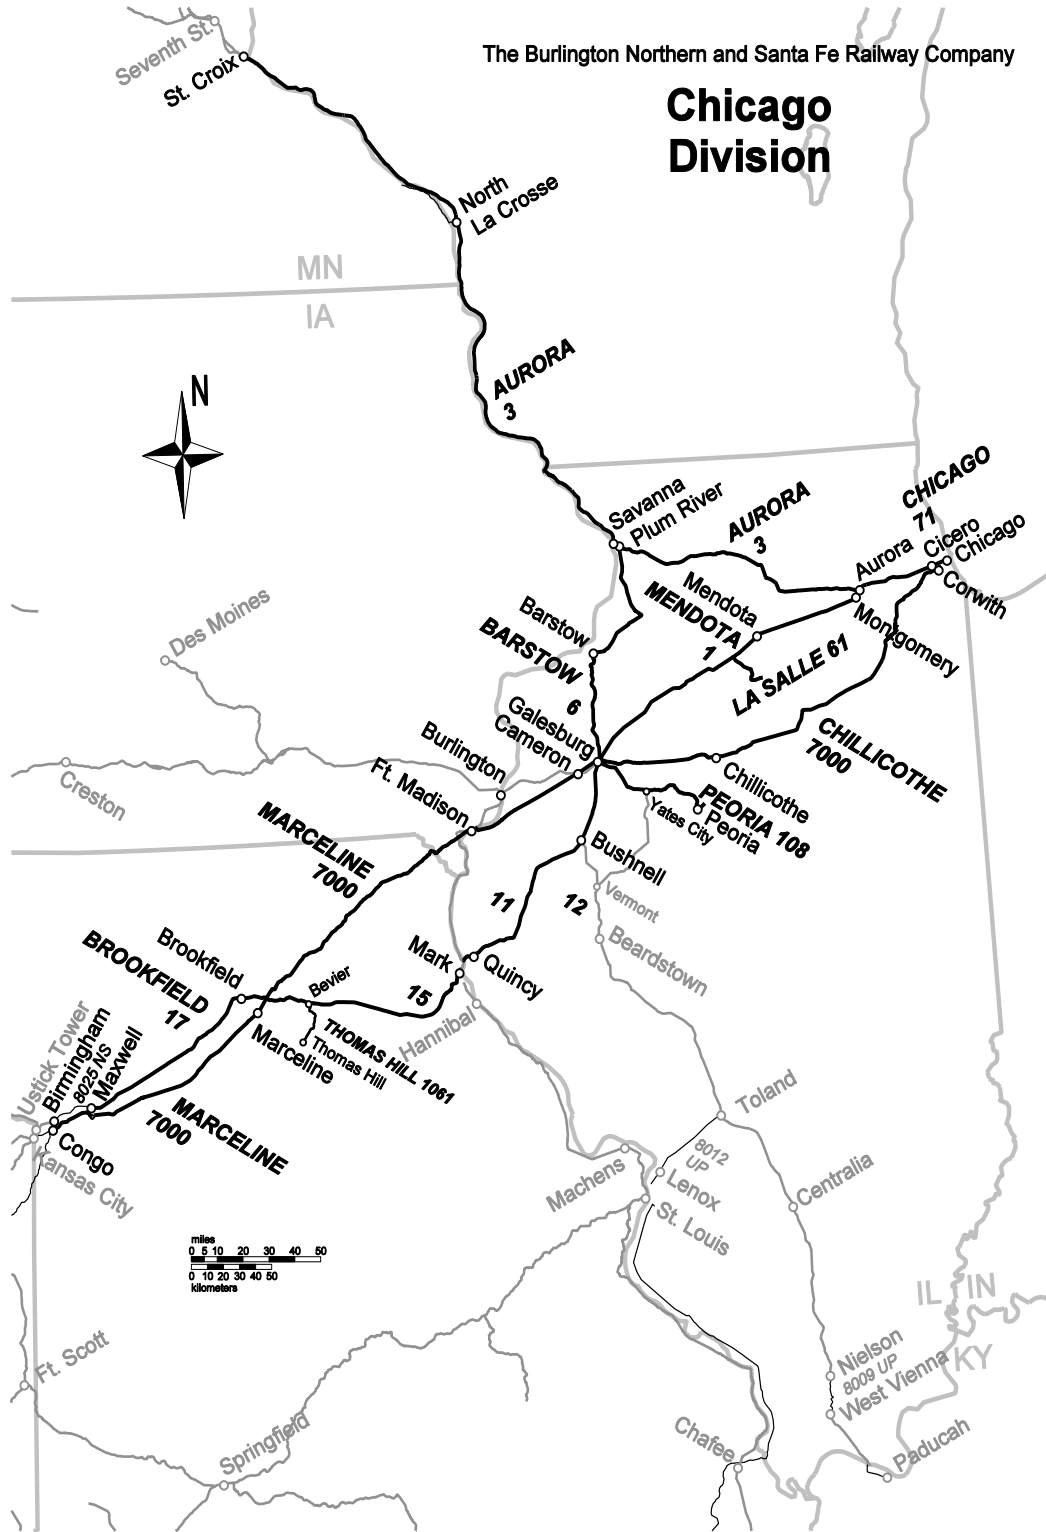 Seventh St.
St. Croix
The Burlington Northern and Santa Fe Railway Company
Chicago
Division
North
La Crosse
MN
IA
N
AURORA
3
Savanna
Plum River
AURORA
3
CHICAGO
71
Aurora
Cicero
Chicago
Corwith
Montgomery
Mendota
MENDOTA
1
LA SALLE 61
Barstow
BARSTOW
6
Des Moines
Galesburg
Cameron
Burlington
Ft. Madison
Creston
CHILLICOTHE
7000
Chillicothe
PEORIA 108
Peoria
Yates City
MARCELINE
7000
Bushnell
11
12
Vermont
Beardstown
Mark
Quincy
15
Hannibal
Brookfield
BROOKFIELD
17
Bevier
THOMAS HILL 1061
Thomas Hill
Marceline
Ustick Tower
Birmingham
8025 NS
Maxwell
MARCELINE
7000
Congo
Kansas City
Toland
8012
UP
Lenox
Machens
St. Louis
Centralia
miles
0 5 10 20 30 40 50
0 10 20 30 40 50
kilometers
IL
IN
KY
Ft. Scott
Nielson
8009 UP
West Vienna
Springfield
Chafee
Paducah